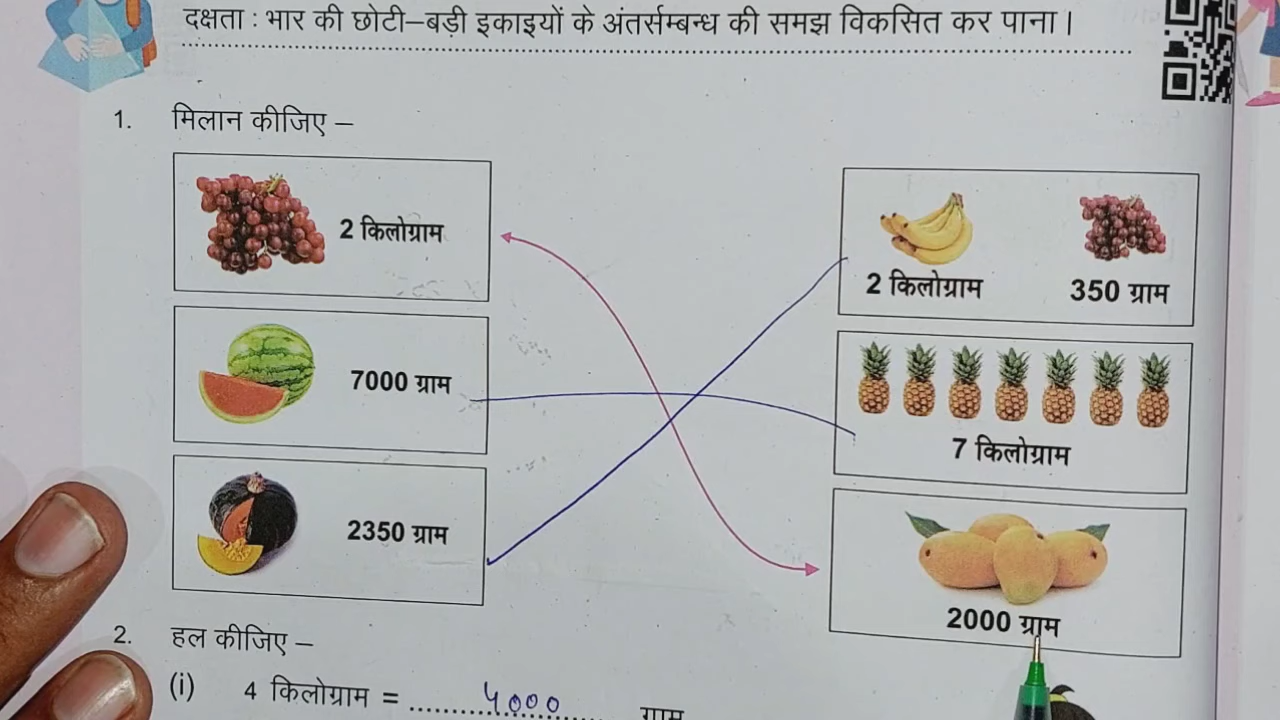 दक्षता : भार की छोटी–बड़ी इकाइयों के अंतर्सम्बन्ध की समझ विकसित कर पाना।
1. मिलान कीजिए –
2 किलोग्राम
2 किलोग्राम 350 ग्राम
7000 ग्राम
7 किलोग्राम
2350 ग्राम
2000 ग्राम
2. हल कीजिए –
(i) 4 किलोग्राम = 4000 ग्राम